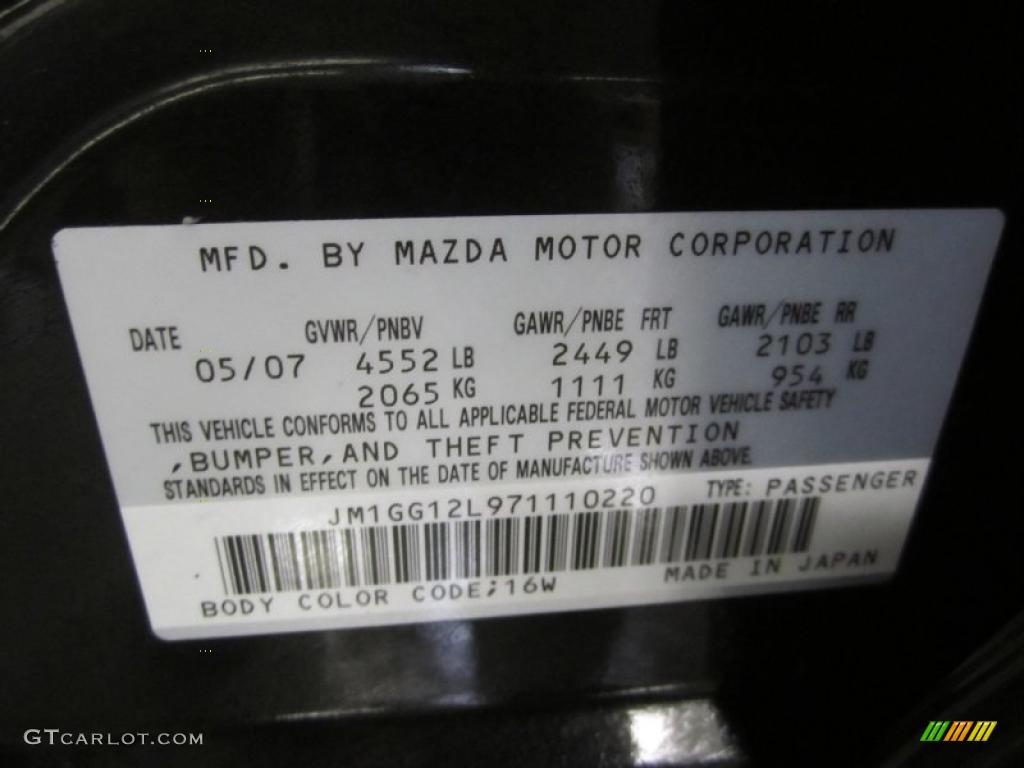 MFD. BY MAZDA MOTOR CORPORATION
DATE GVWR/PNBV GAWR/PNBE FRT GAWR/PNBE RR
05/07 4552 LB 2449 LB 2103 LB
2065 KG 1111 KG 954 KG
THIS VEHICLE CONFORMS TO ALL APPLICABLE FEDERAL MOTOR VEHICLE SAFETY
,BUMPER,AND THEFT PREVENTION
STANDARDS IN EFFECT ON THE DATE OF MANUFACTURE SHOWN ABOVE.
JM1GG12L971110220 TYPE: PASSENGER
BODY COLOR CODE;16W MADE IN JAPAN
GTCARLOT.COM